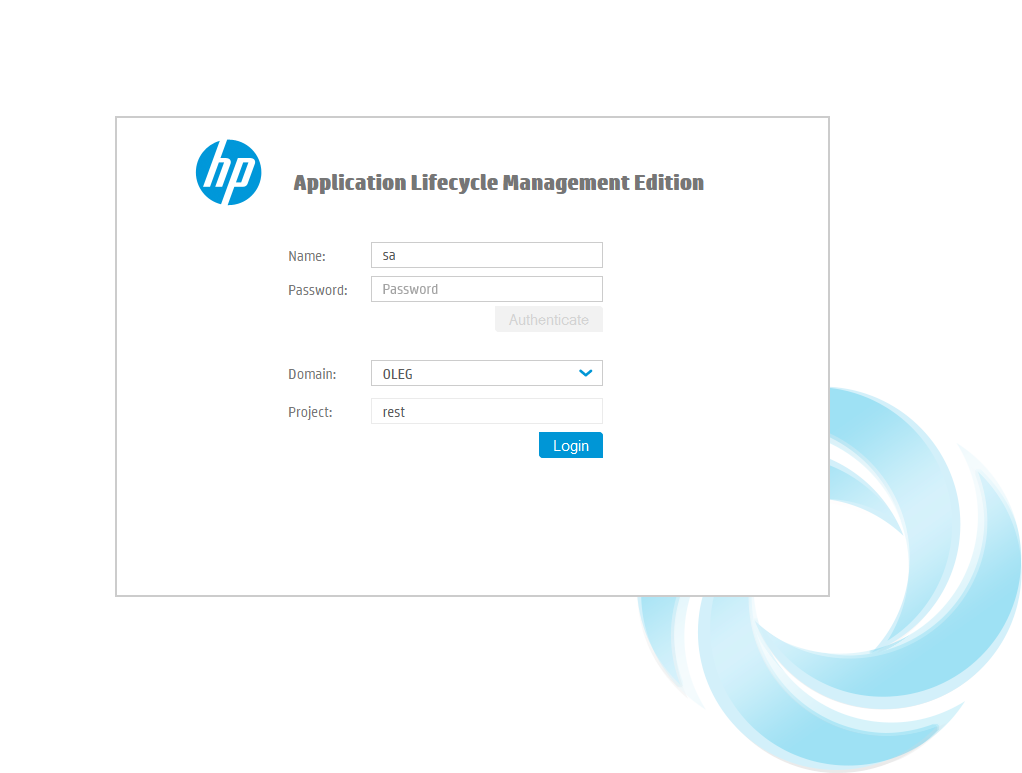 hp
Application Lifecycle Management Edition
Name: sa
Password: Password
Authenticate
Domain: OLEG
Project: rest
Login